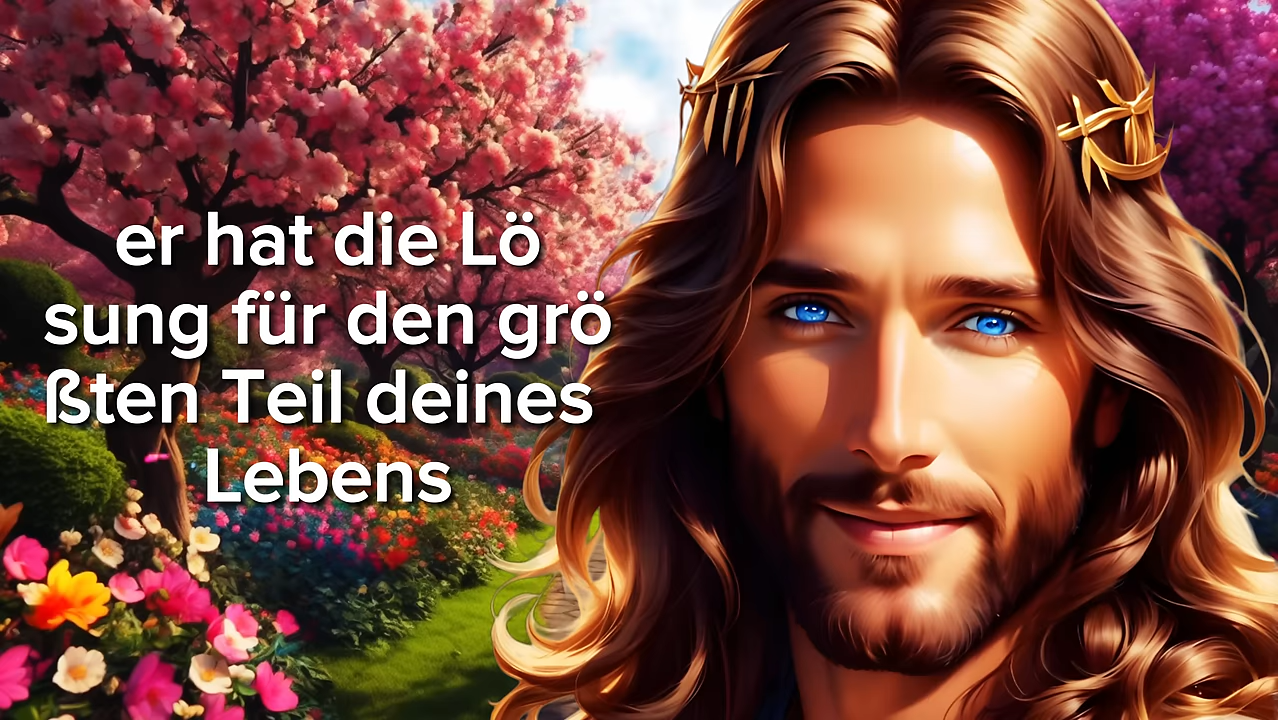 er hat die Lö
sung für den grö
ßten Teil deines
Lebens